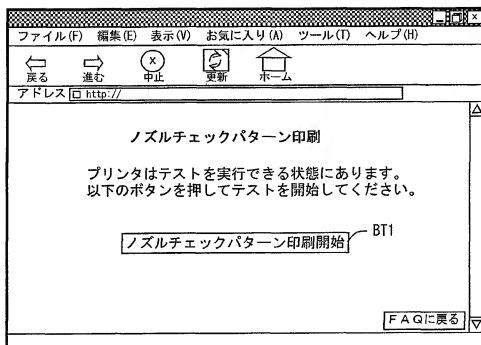 ファイル(F) 編集(E) 表示(V) お気に入り(A) ツール(T) ヘルプ(H)
戻る 進む 中止 更新 ホーム
アドレス http://
ノズルチェックパターン印刷
プリンタはテストを実行できる状態にあります。
以下のボタンを押してテストを開始してください。
ノズルチェックパターン印刷開始 BT1
FAQに戻る